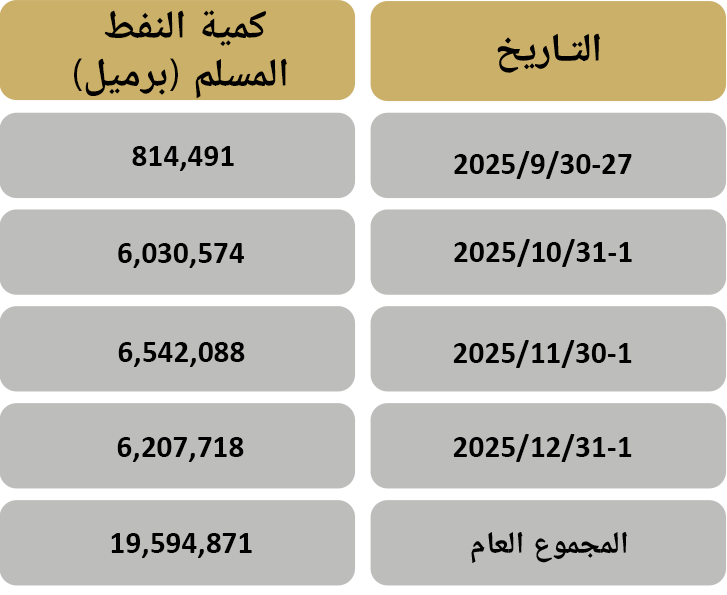 التاريخ
كمية النفط
المسلم (برميل)
2025/9/30-27
814,491
2025/10/31-1
6,030,574
2025/11/30-1
6,542,088
2025/12/31-1
6,207,718
المجموع العام
19,594,871